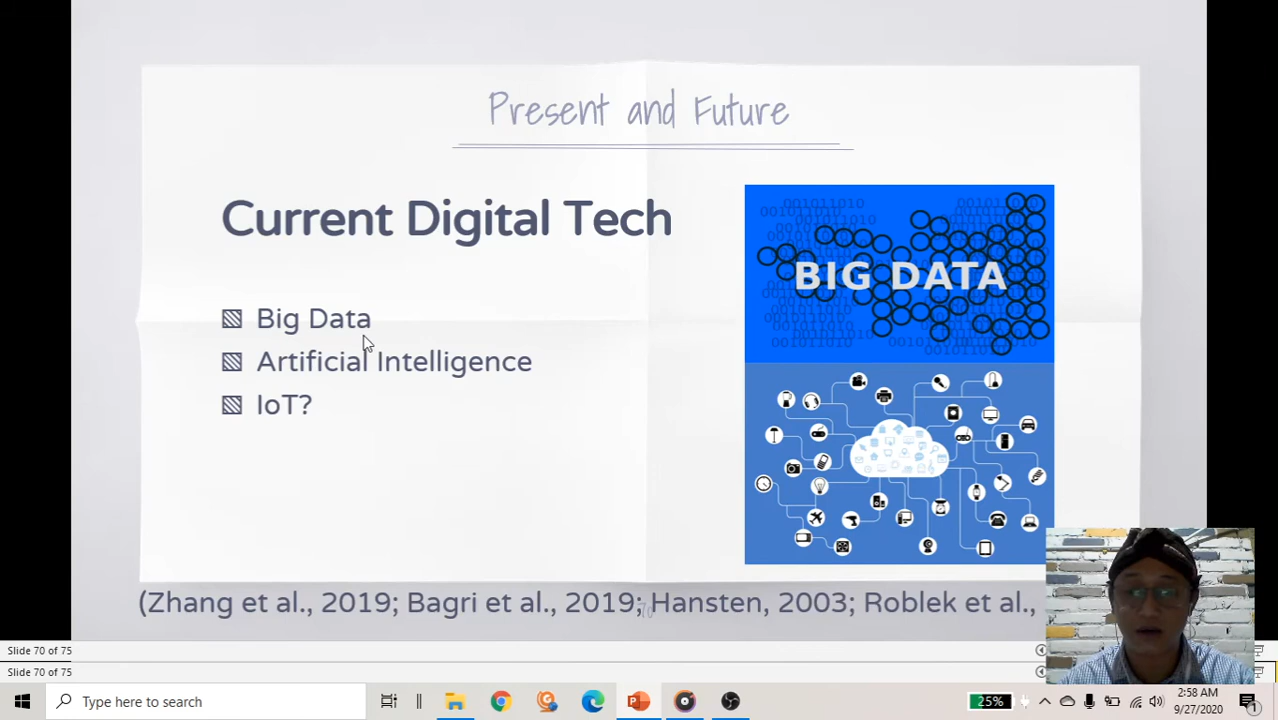 Present and Future
Current Digital Tech
Big Data
Artificial Intelligence
IoT?
BIG DATA
(Zhang et al., 2019; Bagri et al., 2019; Hansten, 2003; Roblek et al.,
70
Slide 70 of 75
Slide 70 of 75
Type here to search
25%
2:58 AM
9/27/2020
1